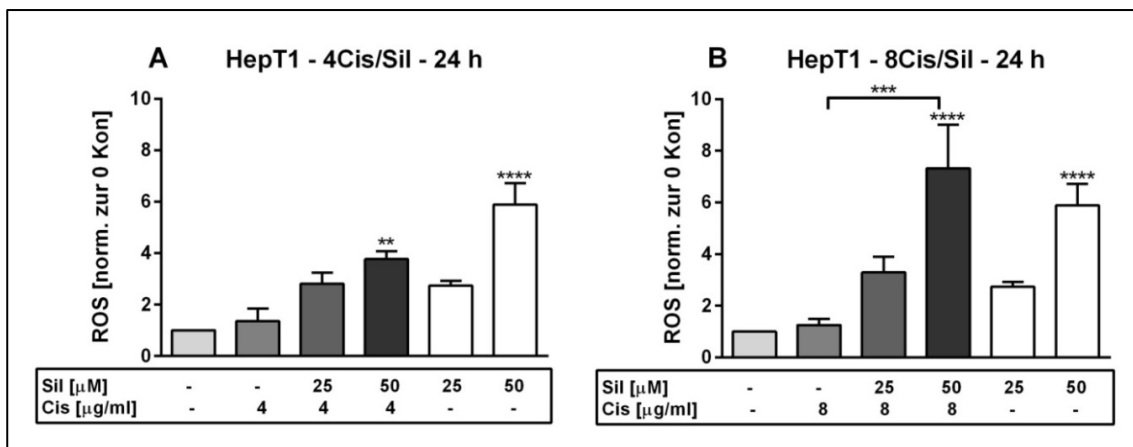 A HepT1 - 4Cis/Sil - 24 h
ROS [norm. zur 0 Kon]
10
8
6
4
2
0
**
****
Sil [µM] - - 25 50 25 50
Cis [µg/ml] - 4 4 4 - -
B HepT1 - 8Cis/Sil - 24 h
ROS [norm. zur 0 Kon]
10
8
6
4
2
0
***
****
****
Sil [µM] - - 25 50 25 50
Cis [µg/ml] - 8 8 8 - -